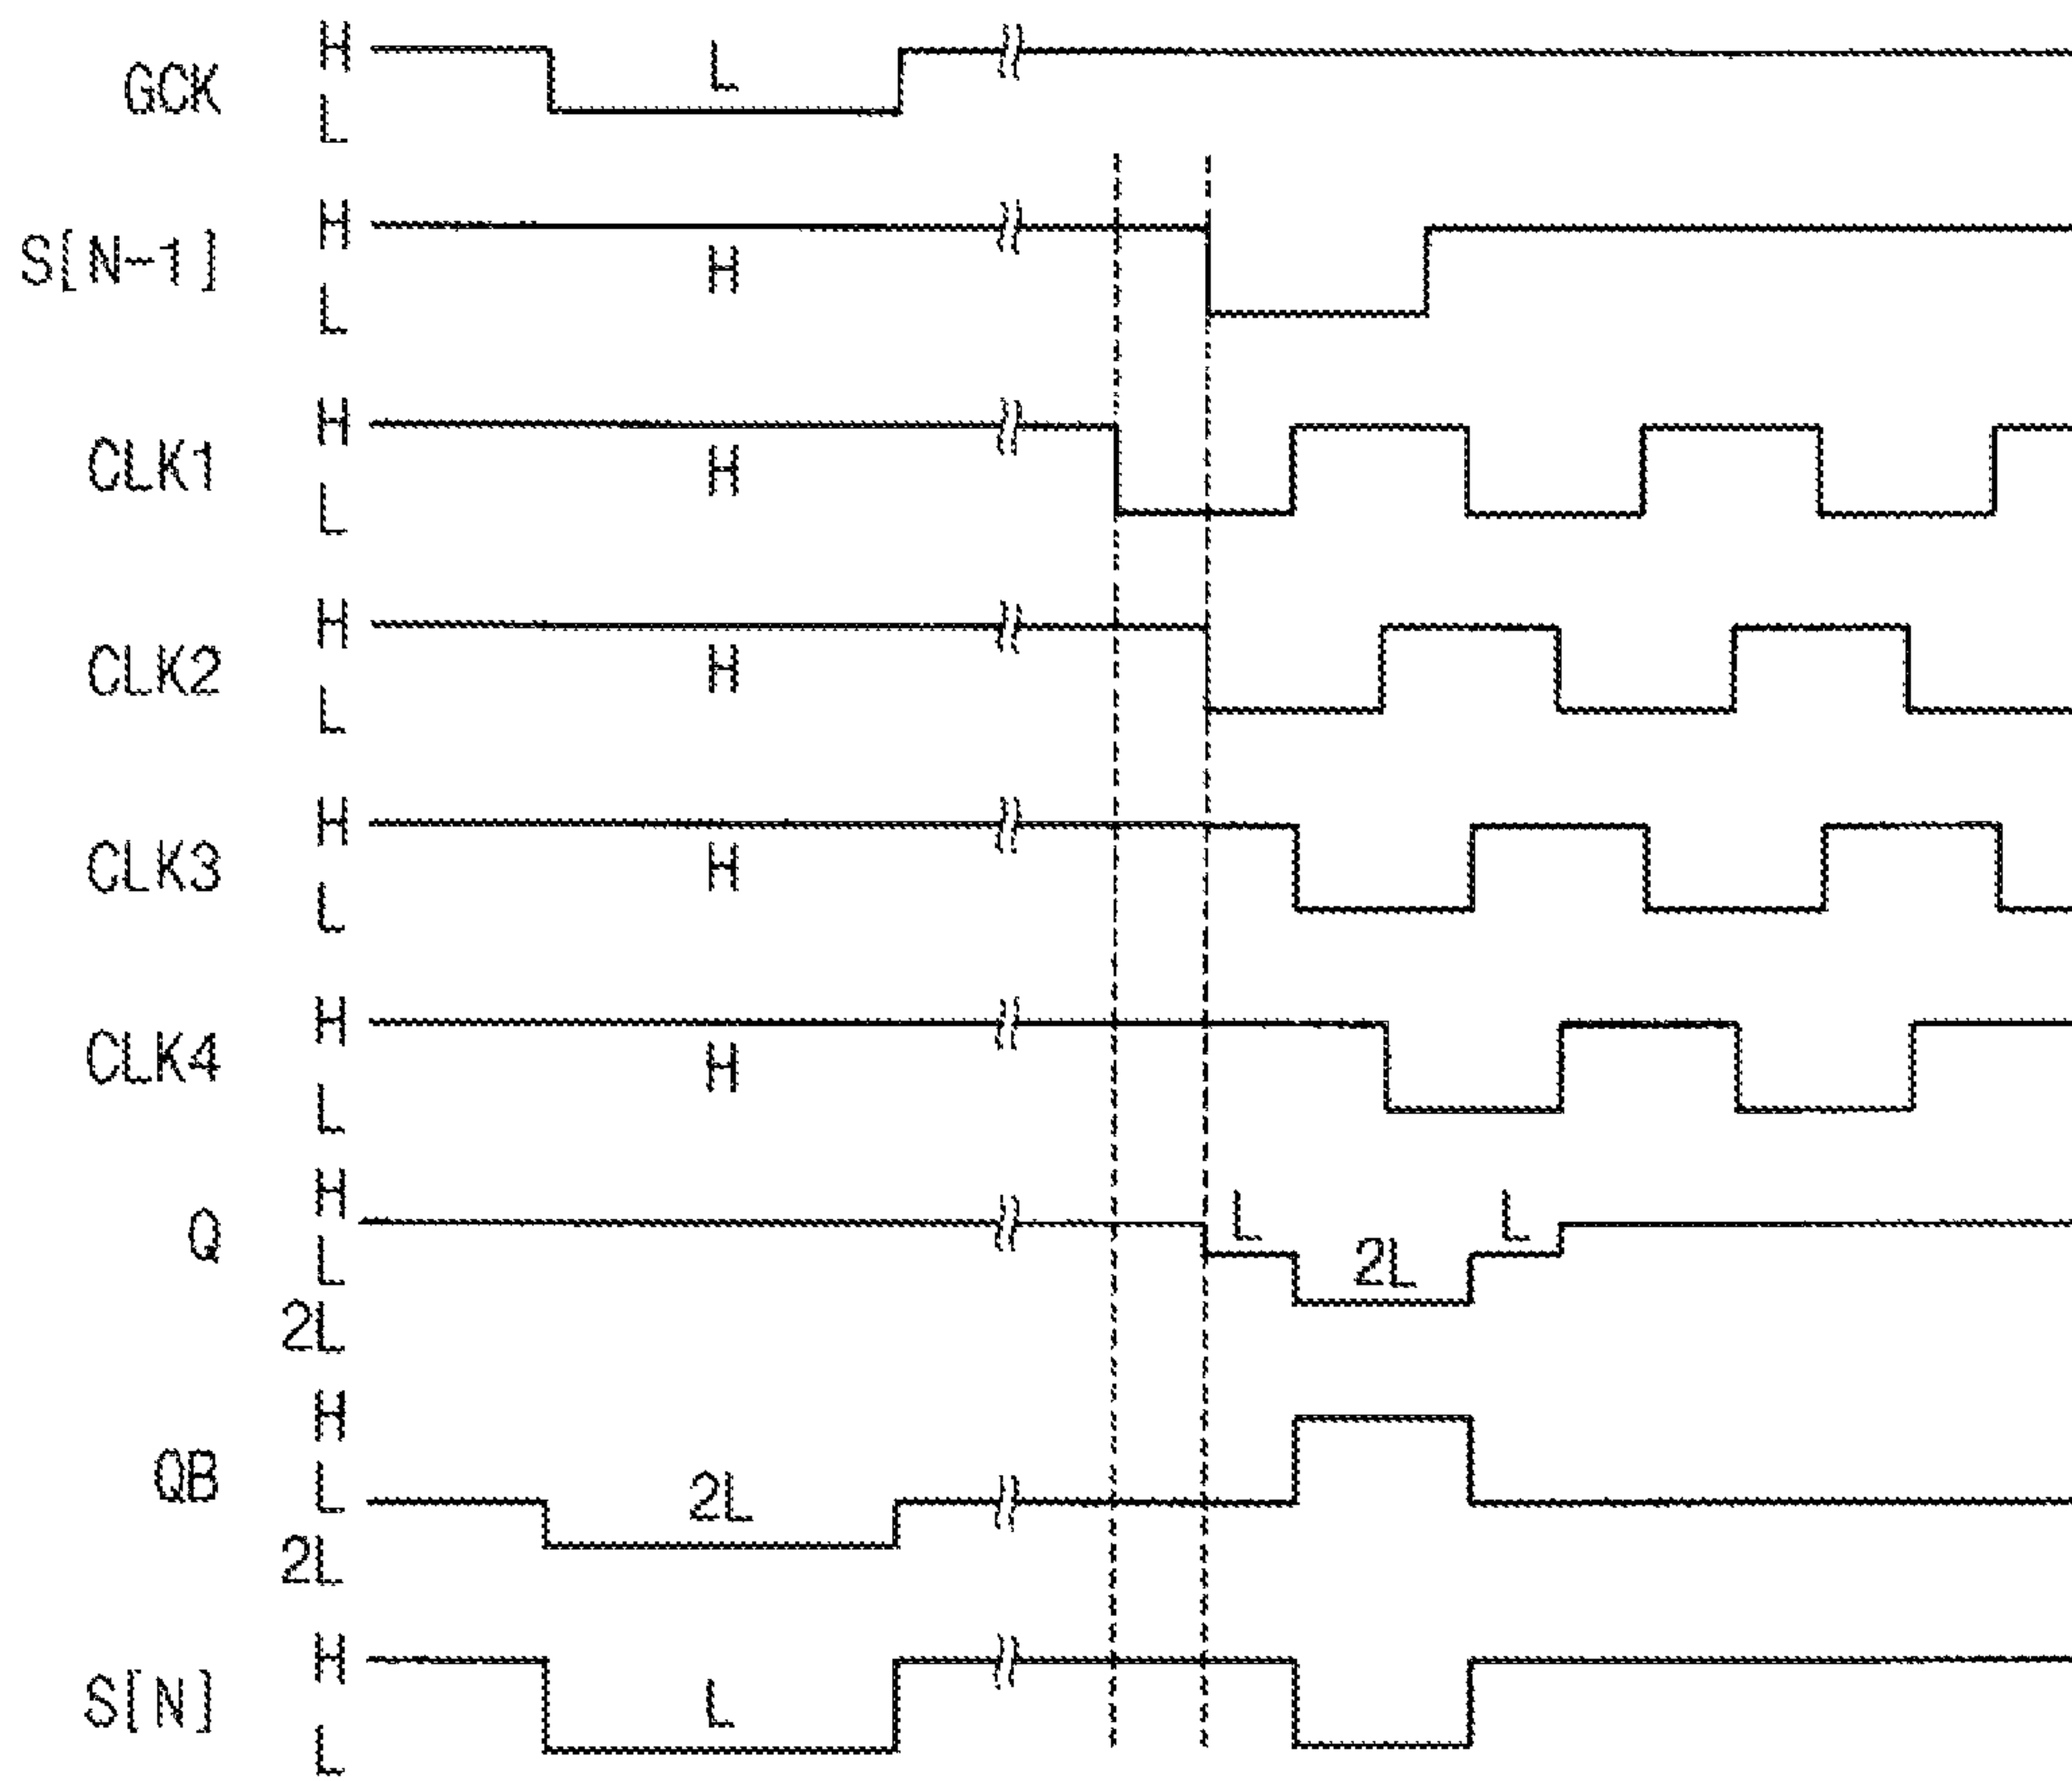 GCK H L L
S[N-1] H L H
CLK1 H L H
CLK2 H L H
CLK3 H L H
CLK4 H L H
Q H L 2L L 2L L
QB H L 2L 2L
S[N] H L L